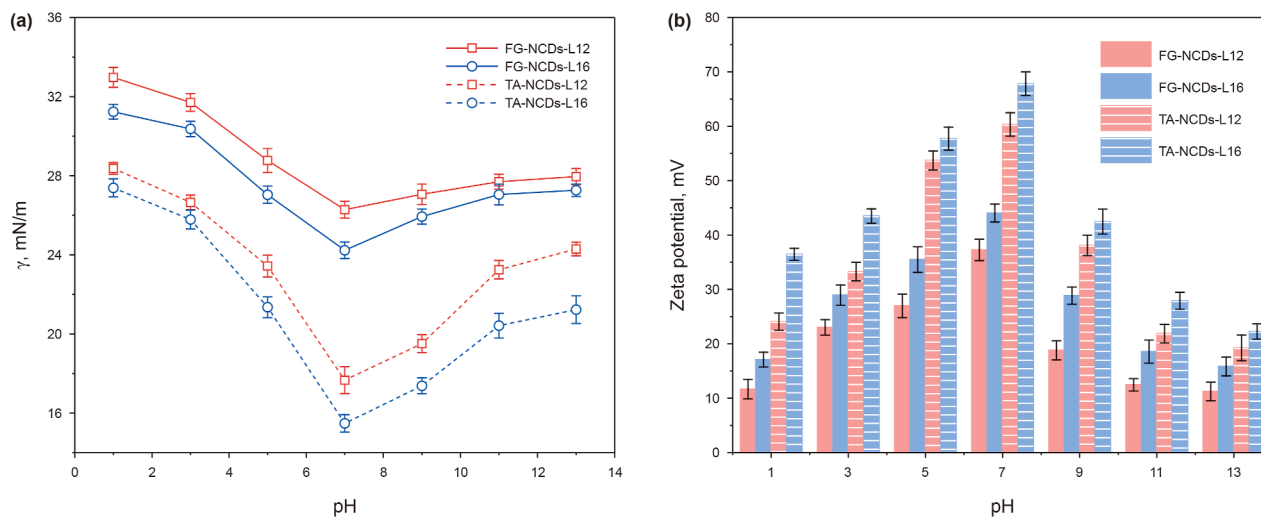 (a)
36
32
28
24
20
16
γ, mN/m
FG-NCDs-L12
FG-NCDs-L16
TA-NCDs-L12
TA-NCDs-L16
0 2 4 6 8 10 12 14
pH
(b)
80
70
60
50
40
30
20
10
0
Zeta potential, mV
FG-NCDs-L12
FG-NCDs-L16
TA-NCDs-L12
TA-NCDs-L16
1 3 5 7 9 11 13
pH